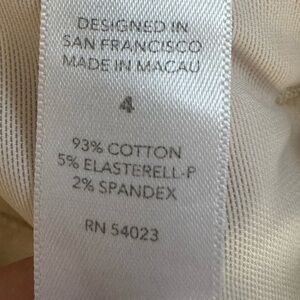 DESIGNED IN
SAN FRANCISCO
MADE IN MACAU
4
93% COTTON
5% ELASTERELL-P
2% SPANDEX
RN 54023